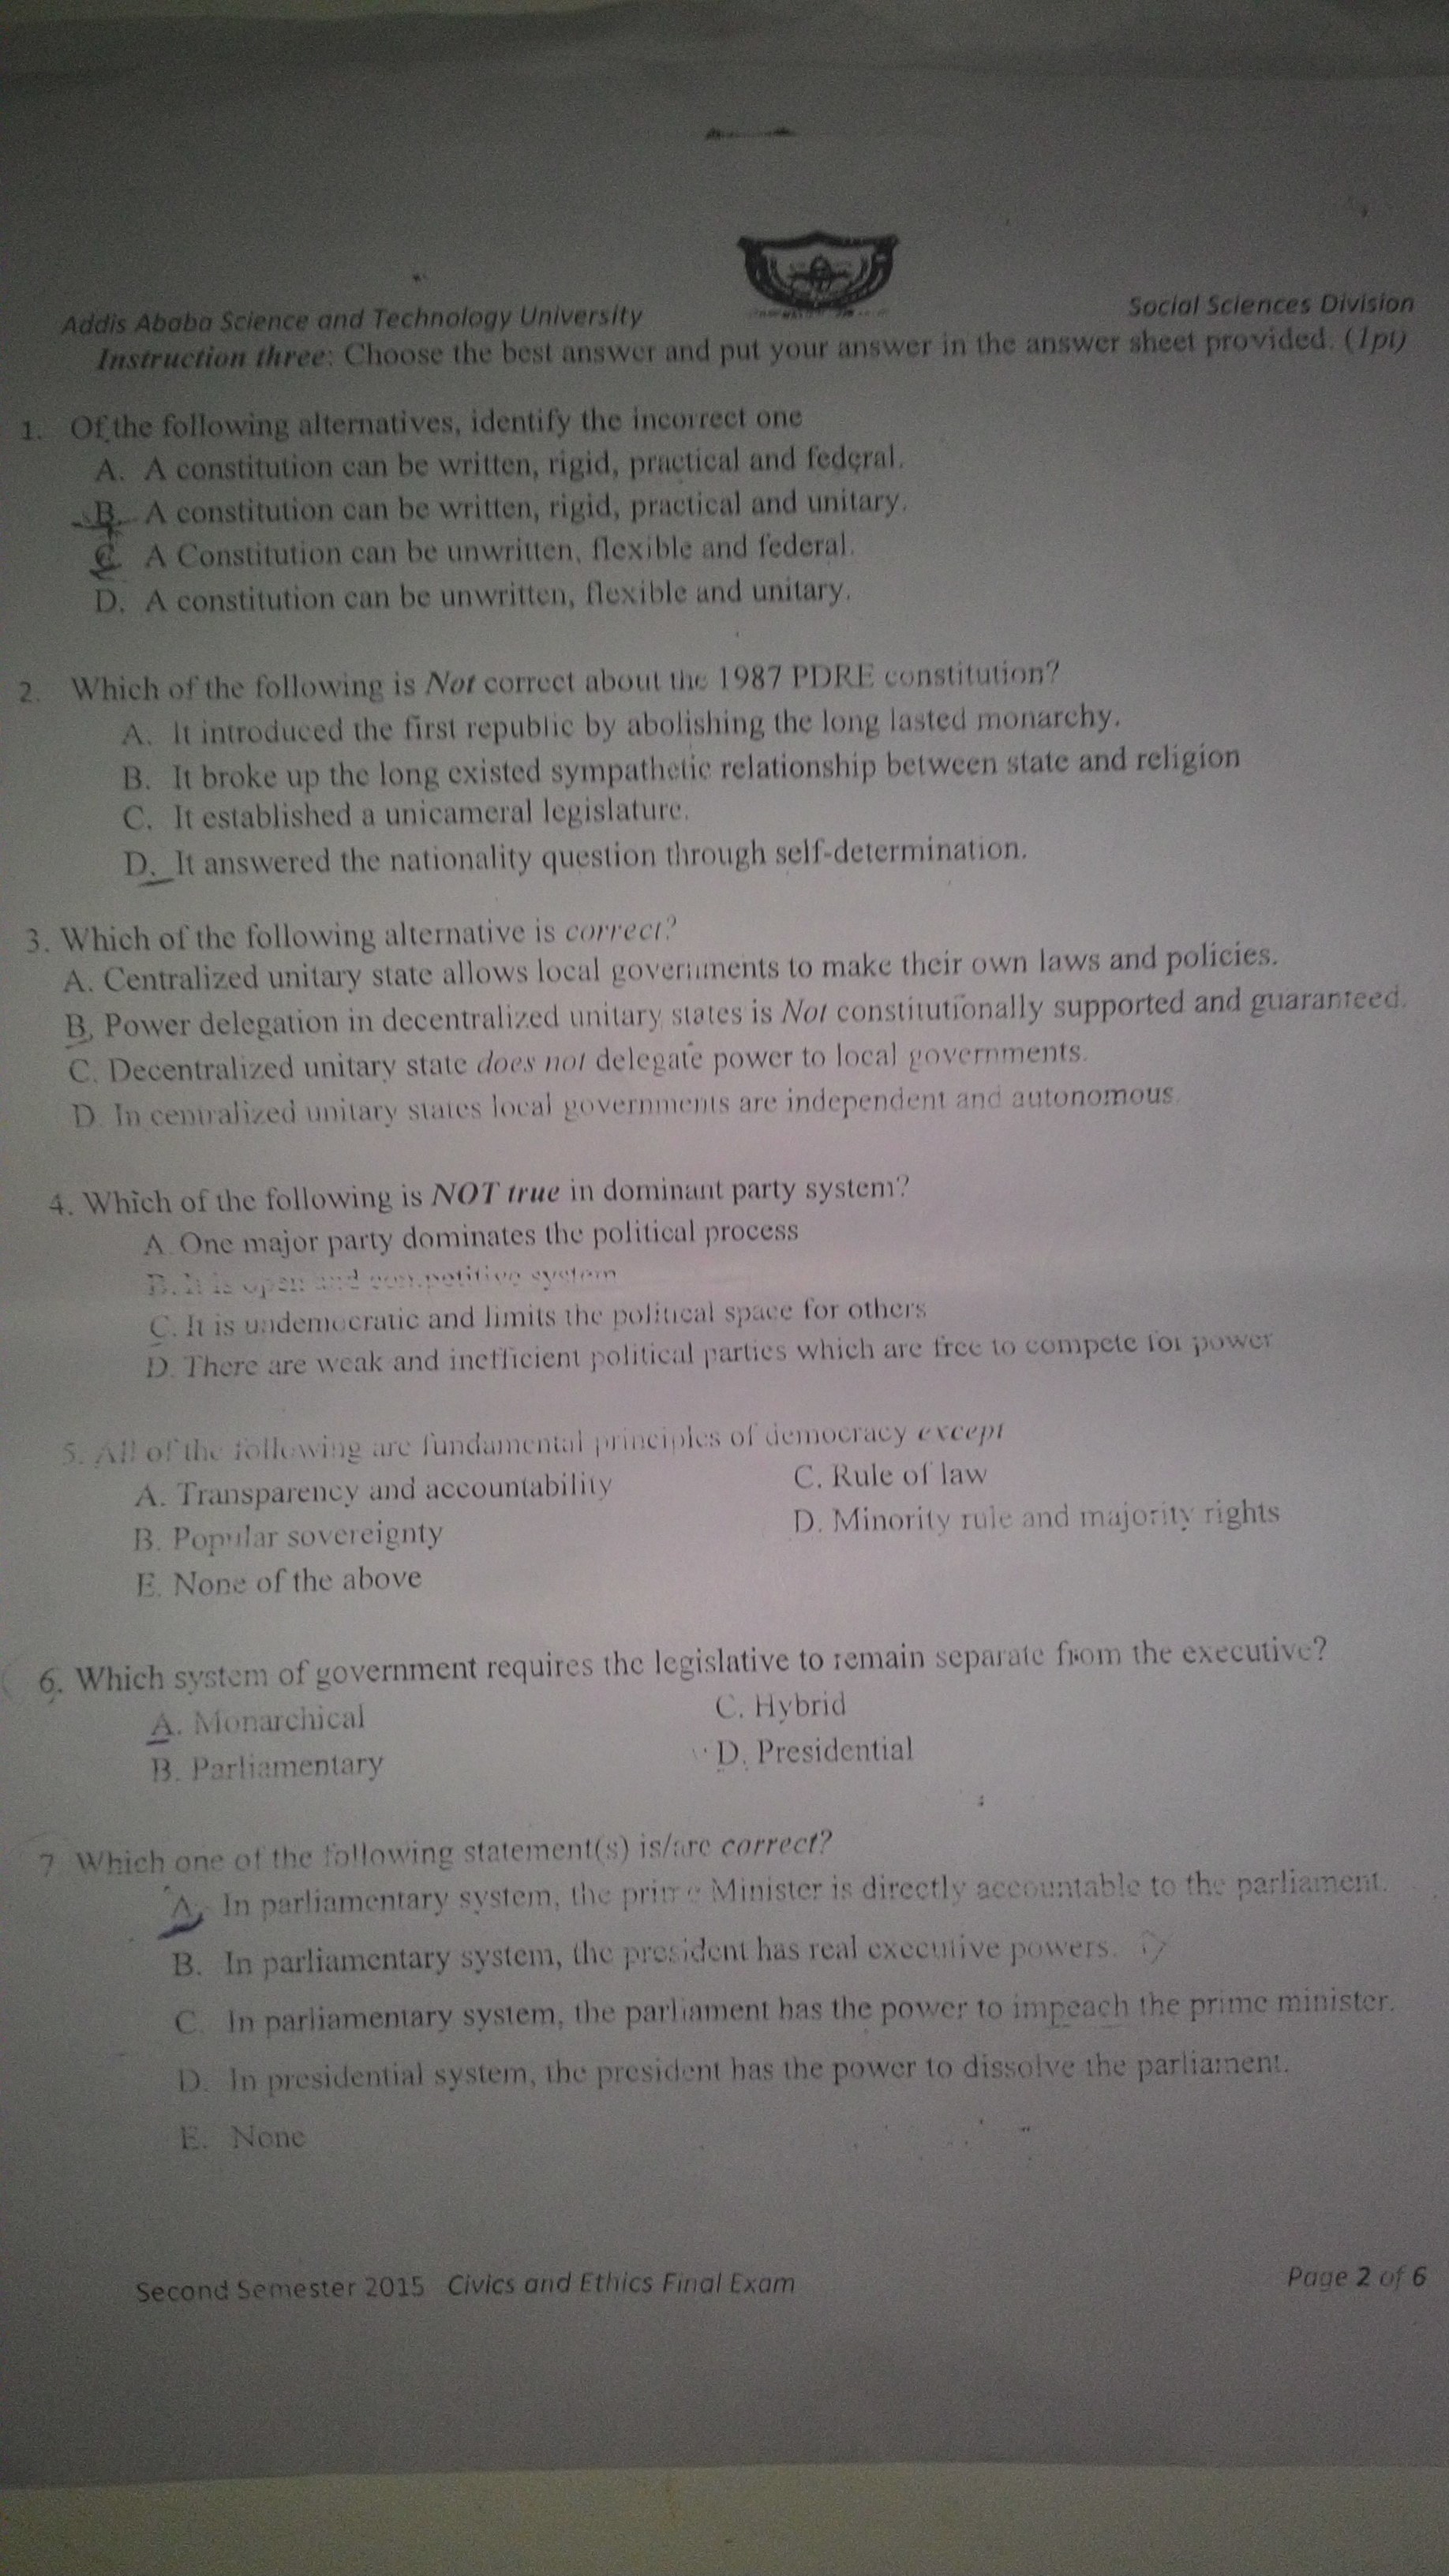 Addis Ababa Science and Technology University
Social Sciences Division
Instruction three: Choose the best answer and put your answer in the answer sheet provided. (1pt)
1. Of the following alternatives, identify the incorrect one
A. A constitution can be written, rigid, practical and federal.
B. A constitution can be written, rigid, practical and unitary.
C. A Constitution can be unwritten, flexible and federal.
D. A constitution can be unwritten, flexible and unitary.
2. Which of the following is Not correct about the 1987 PDRE constitution?
A. It introduced the first republic by abolishing the long lasted monarchy.
B. It broke up the long existed sympathetic relationship between state and religion
C. It established a unicameral legislature.
D. It answered the nationality question through self-determination.
3. Which of the following alternative is correct?
A. Centralized unitary state allows local governments to make their own laws and policies.
B. Power delegation in decentralized unitary states is Not constitutionally supported and guaranteed.
C. Decentralized unitary state does not delegate power to local governments.
D. In centralized unitary states local governments are independent and autonomous.
4. Which of the following is NOT true in dominant party system?
A. One major party dominates the political process
B. It is open and competitive system
C. It is undemocratic and limits the political space for others
D. There are weak and inefficient political parties which are free to compete for power
5. All of the following are fundamental principles of democracy except
A. Transparency and accountability
C. Rule of law
B. Popular sovereignty
D. Minority rule and majority rights
E. None of the above
6. Which system of government requires the legislative to remain separate from the executive?
A. Monarchical
C. Hybrid
B. Parliamentary
D. Presidential
7. Which one of the following statement(s) is/are correct?
A. In parliamentary system, the prime Minister is directly accountable to the parliament.
B. In parliamentary system, the president has real executive powers.
C. In parliamentary system, the parliament has the power to impeach the prime minister.
D. In presidential system, the president has the power to dissolve the parliament.
E. None
Second Semester 2015 Civics and Ethics Final Exam
Page 2 of 6